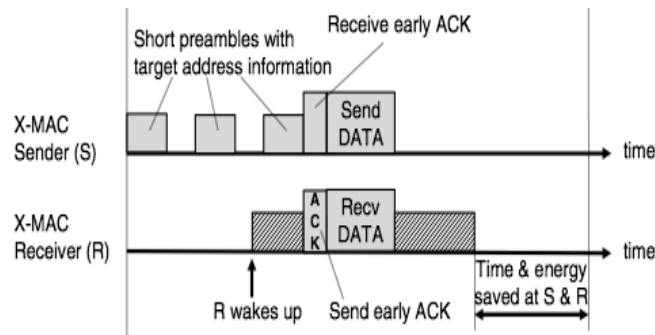 Receive early ACK
Short preambles with
target address information
X-MAC
Sender (S)
Send
DATA
time
X-MAC
Receiver (R)
ACK
Recv
DATA
time
R wakes up
Send early ACK
Time & energy
saved at S & R